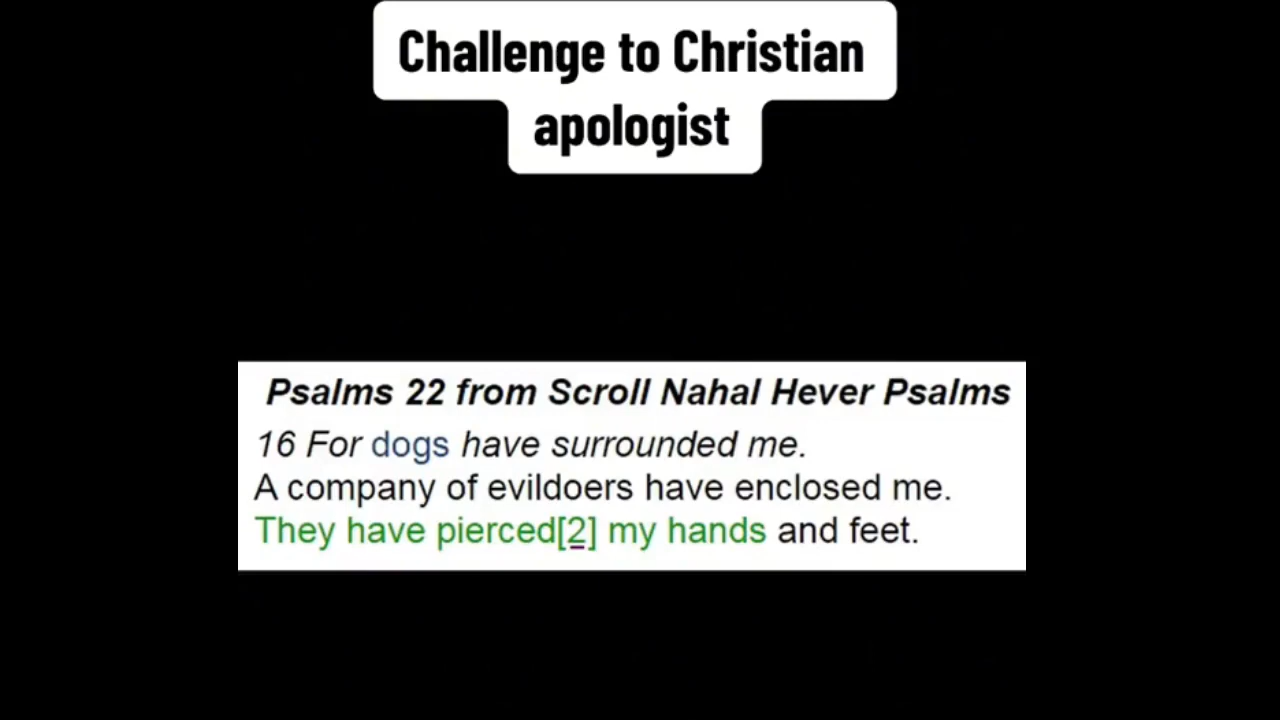 Challenge to Christian
apologist
Psalms 22 from Scroll Nahal Hever Psalms
16 For dogs have surrounded me.
A company of evildoers have enclosed me.
They have pierced[2] my hands and feet.